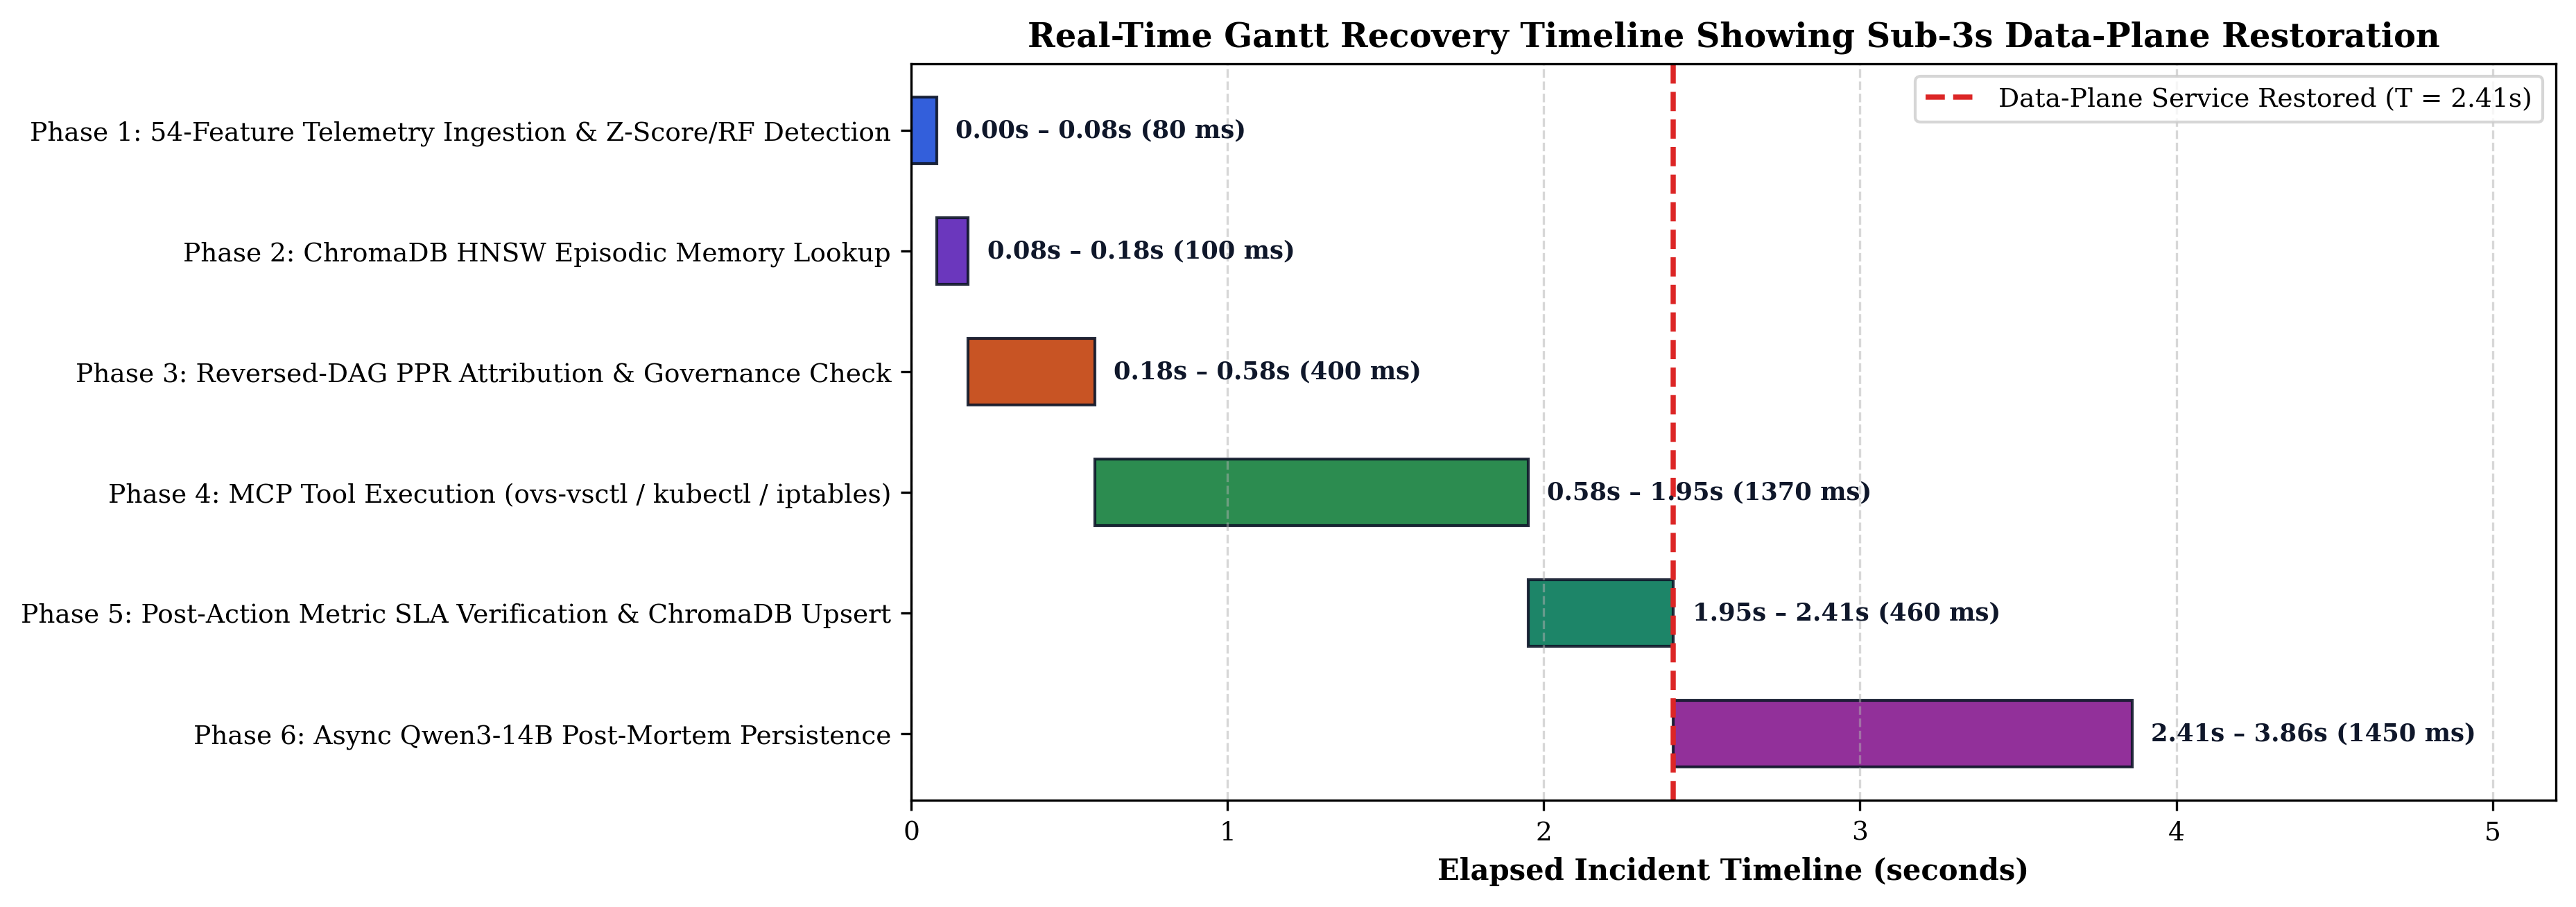 Real-Time Gantt Recovery Timeline Showing Sub-3s Data-Plane Restoration
Data-Plane Service Restored (T = 2.41s)
Phase 1: 54-Feature Telemetry Ingestion & Z-Score/RF Detection
0.00s – 0.08s (80 ms)
Phase 2: ChromaDB HNSW Episodic Memory Lookup
0.08s – 0.18s (100 ms)
Phase 3: Reversed-DAG PPR Attribution & Governance Check
0.18s – 0.58s (400 ms)
Phase 4: MCP Tool Execution (ovs-vsctl / kubectl / iptables)
0.58s – 1.95s (1370 ms)
Phase 5: Post-Action Metric SLA Verification & ChromaDB Upsert
1.95s – 2.41s (460 ms)
Phase 6: Async Qwen3-14B Post-Mortem Persistence
2.41s – 3.86s (1450 ms)
0 1 2 3 4 5
Elapsed Incident Timeline (seconds)